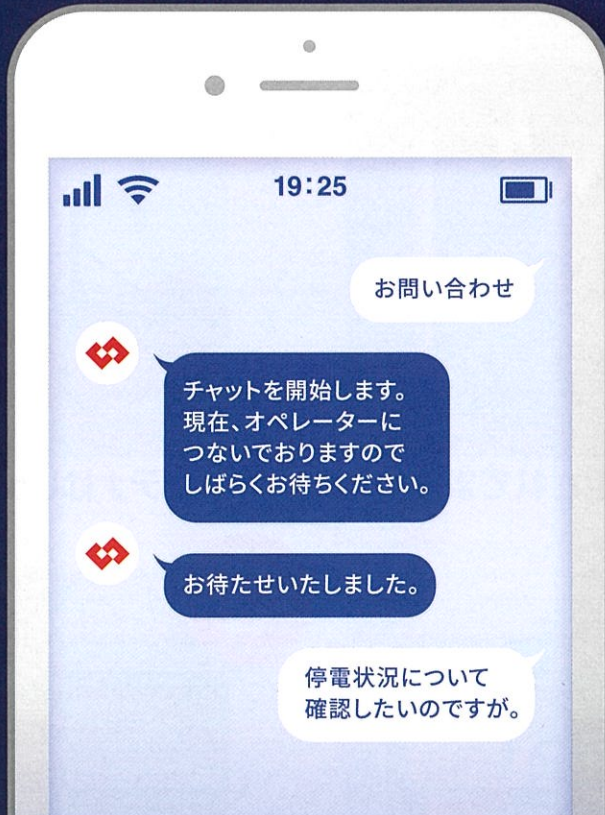 19:25
お問い合わせ
チャットを開始します。
現在、オペレーターに
つないでおりますので
しばらくお待ちください。
お待たせいたしました。
停電状況について
確認したいのですが。